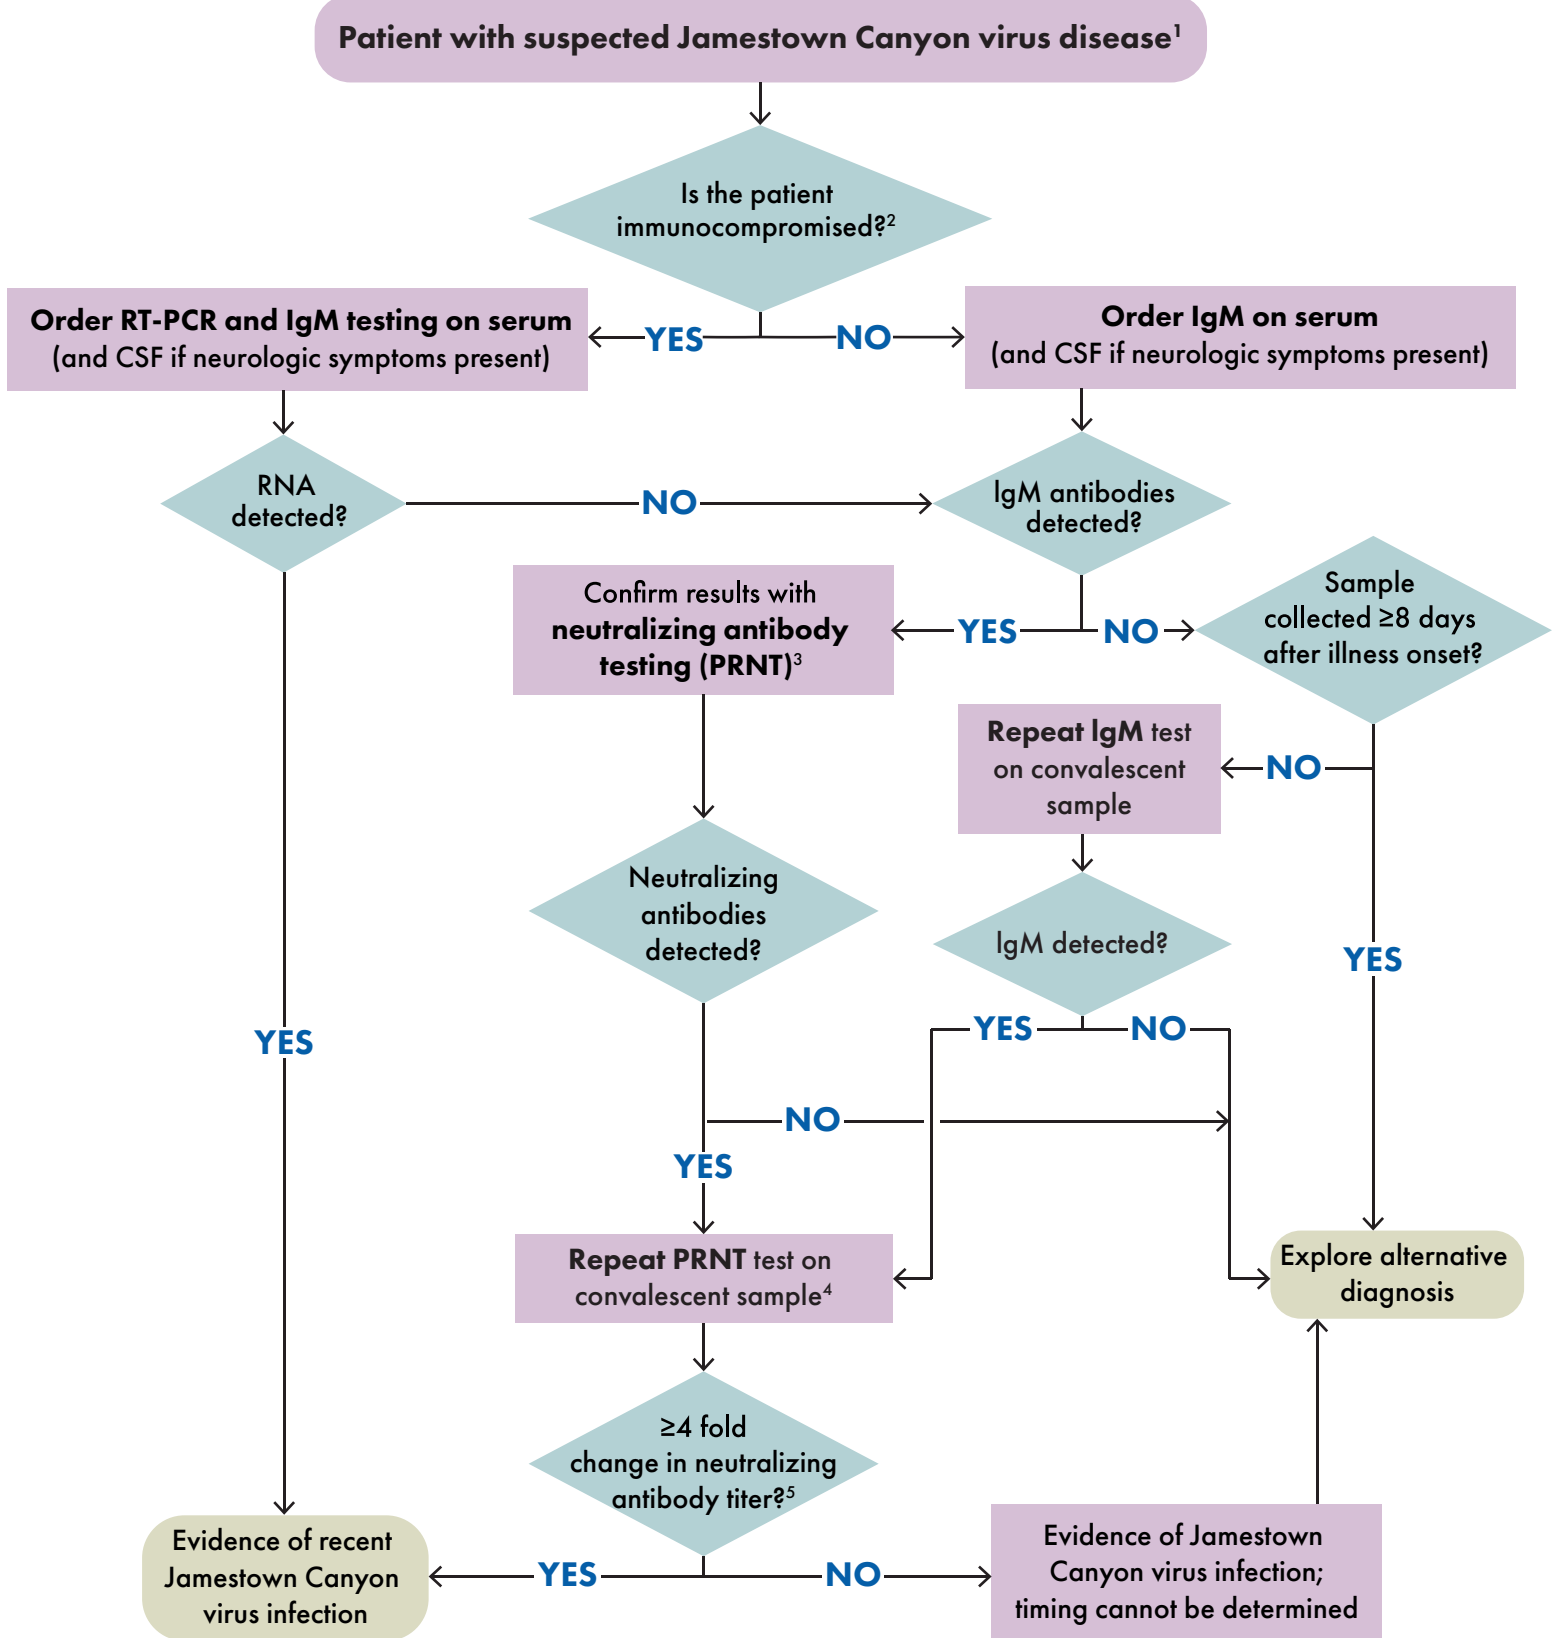 Patient with suspected Jamestown Canyon virus disease¹
Is the patient
immunocompromised?²
Order RT-PCR and IgM testing on serum
(and CSF if neurologic symptoms present)
YES
NO
Order IgM on serum
(and CSF if neurologic symptoms present)
RNA
detected?
NO
IgM antibodies
detected?
Confirm results with
neutralizing antibody
testing (PRNT)³
YES
NO
Sample
collected ≥8 days
after illness onset?
Repeat IgM test
on convalescent
sample
NO
Neutralizing
antibodies
detected?
IgM detected?
YES
YES
YES
NO
NO
YES
Repeat PRNT test on
convalescent sample⁴
Explore alternative
diagnosis
≥4 fold
change in neutralizing
antibody titer?⁵
Evidence of recent
Jamestown Canyon
virus infection
YES
NO
Evidence of Jamestown
Canyon virus infection;
timing cannot be determined